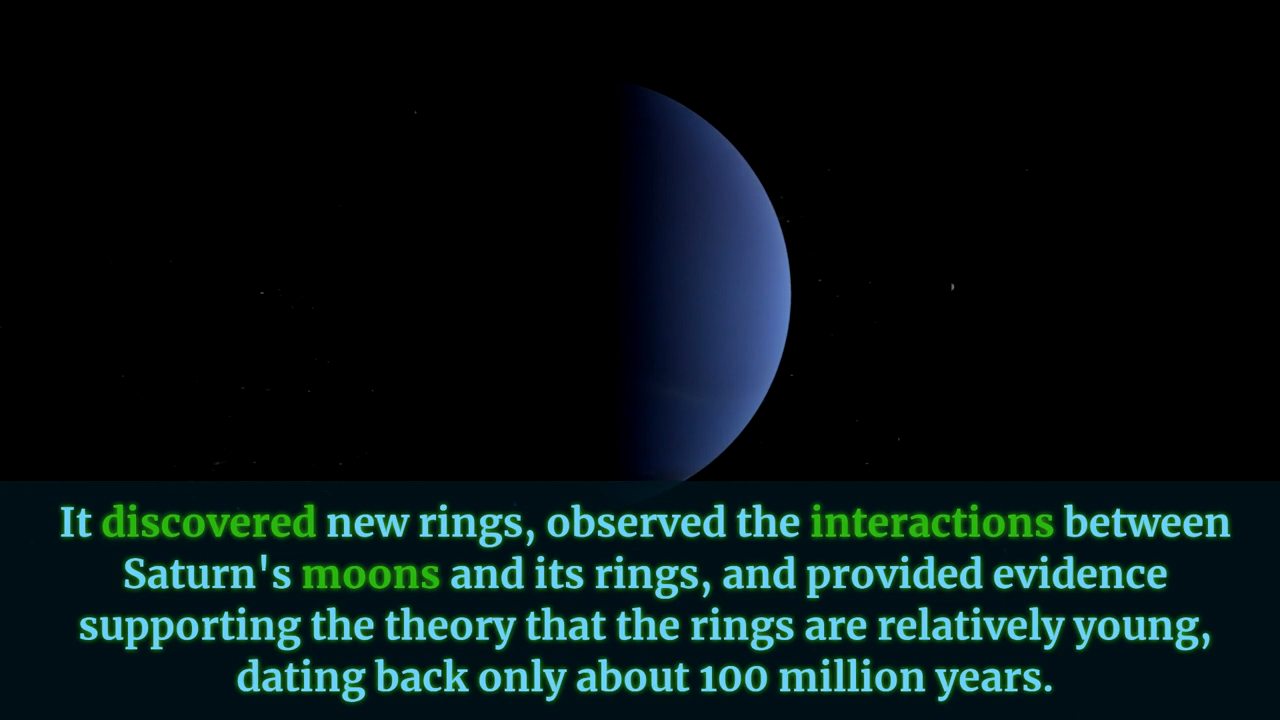 It discovered new rings, observed the interactions between
Saturn's moons and its rings, and provided evidence
supporting the theory that the rings are relatively young,
dating back only about 100 million years.